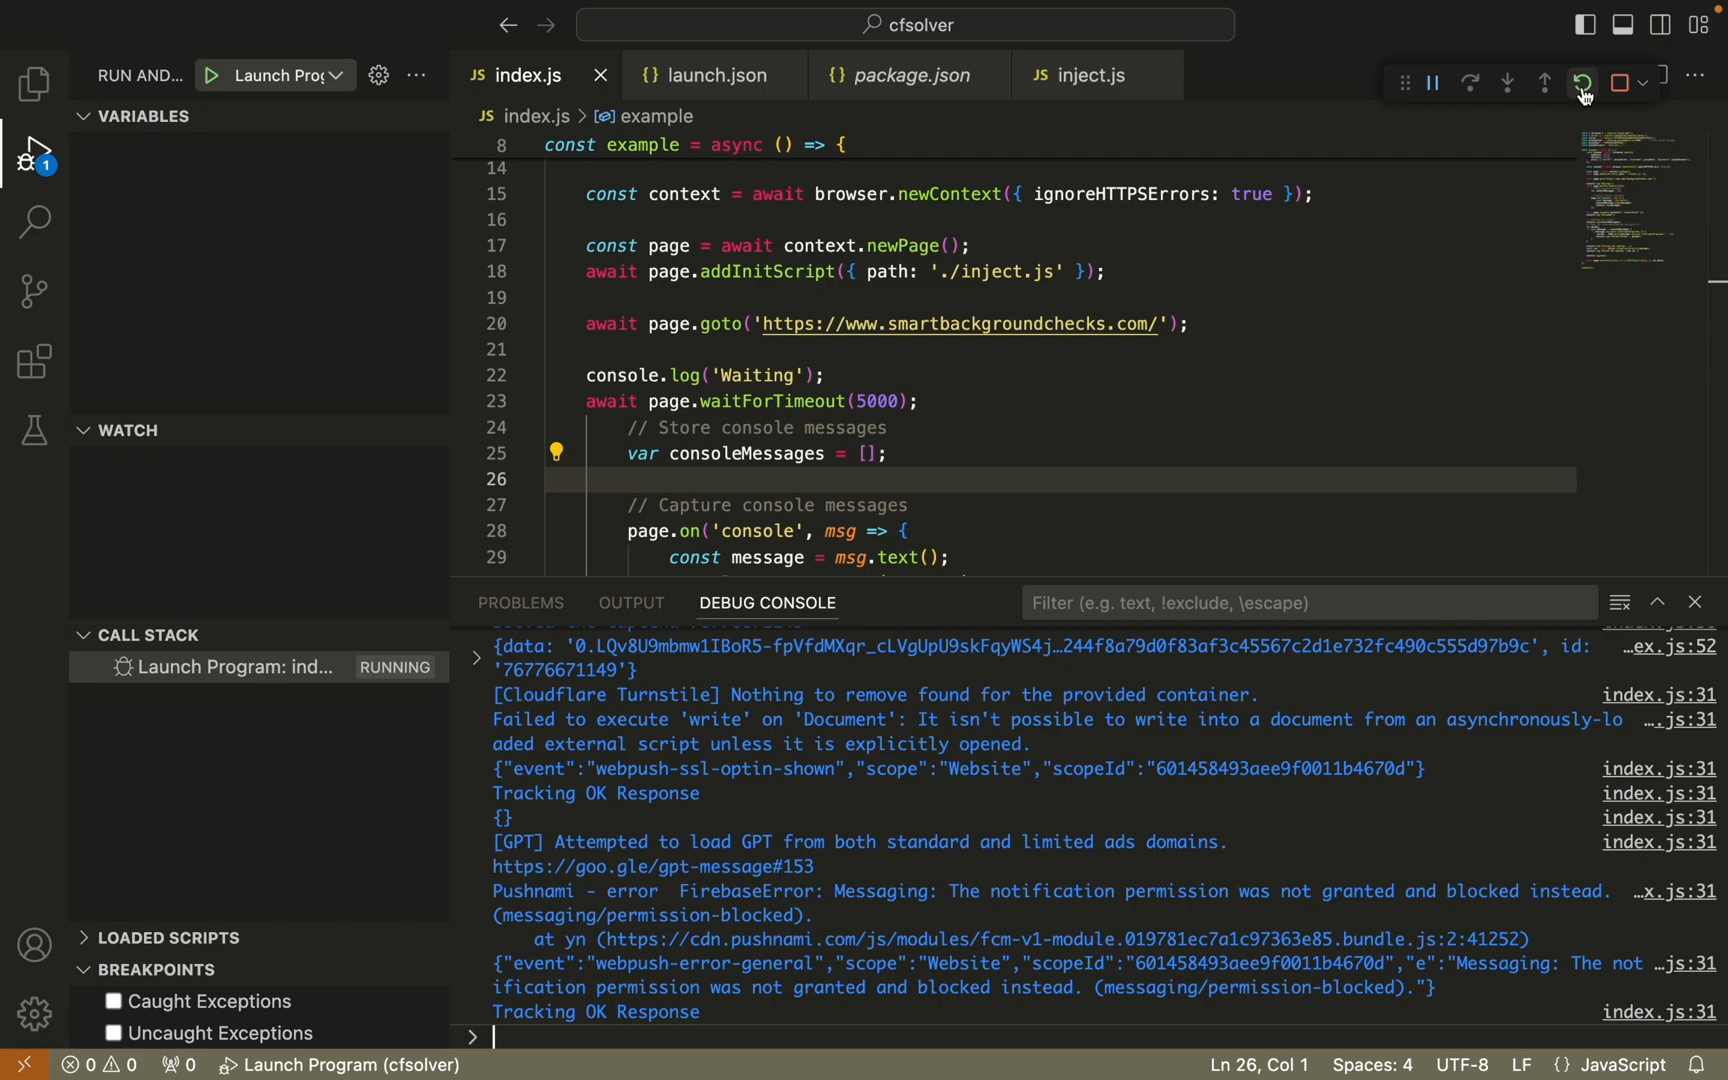 cfsolver
RUN AND... Launch Prog
JS index.js
{} launch.json
{} package.json
JS inject.js
VARIABLES
JS index.js > example
8 const example = async () => {
14
15 const context = await browser.newContext({ ignoreHTTPSErrors: true });
16
17 const page = await context.newPage();
18 await page.addInitScript({ path: './inject.js' });
19
20 await page.goto('https://www.smartbackgroundchecks.com/');
21
22 console.log('Waiting');
23 await page.waitForTimeout(5000);
24 // Store console messages
25 var consoleMessages = [];
26
27 // Capture console messages
28 page.on('console', msg => {
29 const message = msg.text();
WATCH
CALL STACK
Launch Program: ind... RUNNING
LOADED SCRIPTS
BREAKPOINTS
Caught Exceptions
Uncaught Exceptions
1
PROBLEMS OUTPUT DEBUG CONSOLE Filter (e.g. text, !exclude, \escape)
{data: '0.LQv8U9mbmw1IBoR5-fpVfdMXqr_cLVgUpU9skFqyWS4j…244f8a79d0f83af3c45567c2d1e732fc490c555d97b9c', id: …ex.js:52
'76776671149'}
[Cloudflare Turnstile] Nothing to remove found for the provided container. index.js:31
Failed to execute 'write' on 'Document': It isn't possible to write into a document from an asynchronously-lo ….js:31
aded external script unless it is explicitly opened.
{"event":"webpush-ssl-optin-shown","scope":"Website","scopeId":"601458493aee9f0011b4670d"} index.js:31
Tracking OK Response index.js:31
{} index.js:31
[GPT] Attempted to load GPT from both standard and limited ads domains. index.js:31
https://goo.gle/gpt-message#153
Pushnami - error FirebaseError: Messaging: The notification permission was not granted and blocked instead. …x.js:31
(messaging/permission-blocked).
at yn (https://cdn.pushnami.com/js/modules/fcm-v1-module.019781ec7a1c97363e85.bundle.js:2:41252)
{"event":"webpush-error-general","scope":"Website","scopeId":"601458493aee9f0011b4670d","e":"Messaging: The not …js:31
ification permission was not granted and blocked instead. (messaging/permission-blocked)."}
Tracking OK Response index.js:31
0 0 0 Launch Program (cfsolver) Ln 26, Col 1 Spaces: 4 UTF-8 LF {} JavaScript